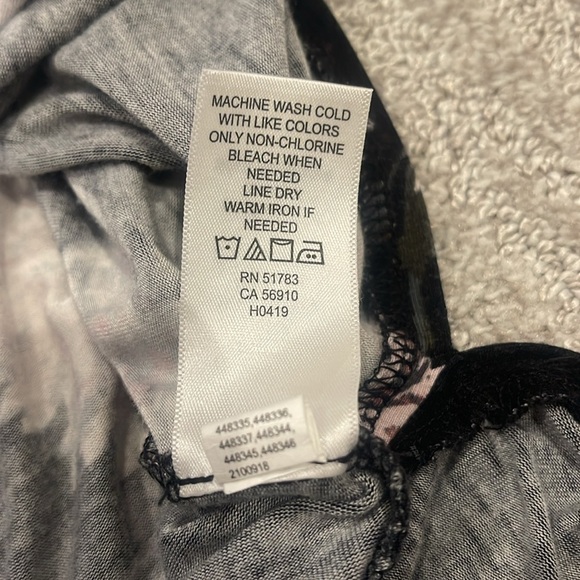 MACHINE WASH COLD
WITH LIKE COLORS
ONLY NON-CHLORINE
BLEACH WHEN
NEEDED
LINE DRY
WARM IRON IF
NEEDED
RN 51783
CA 56910
H0419
448335,448336,
448337,448344,
448345,448346
2100918